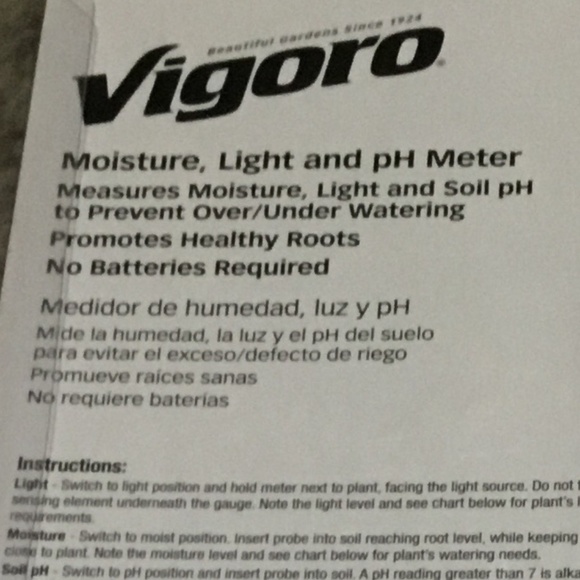 Beautiful Gardens Since 1924
Vigoro
Moisture, Light and pH Meter
Measures Moisture, Light and Soil pH
to Prevent Over/Under Watering
Promotes Healthy Roots
No Batteries Required
Medidor de humedad, luz y pH
Mide la humedad, la luz y el pH del suelo
para evitar el exceso/defecto de riego
Promueve raíces sanas
No requiere baterías
Instructions:
Light - Switch to light position and hold meter next to plant, facing the light source. Do not
sensing element underneath the gauge. Note the light level and see chart below for plant's
requirements.
Moisture - Switch to moist position. Insert probe into soil reaching root level, while keeping
close to plant. Note the moisture level and see chart below for plant's watering needs.
Soil pH - Switch to pH position and insert probe into soil. A pH reading greater than 7 is alka